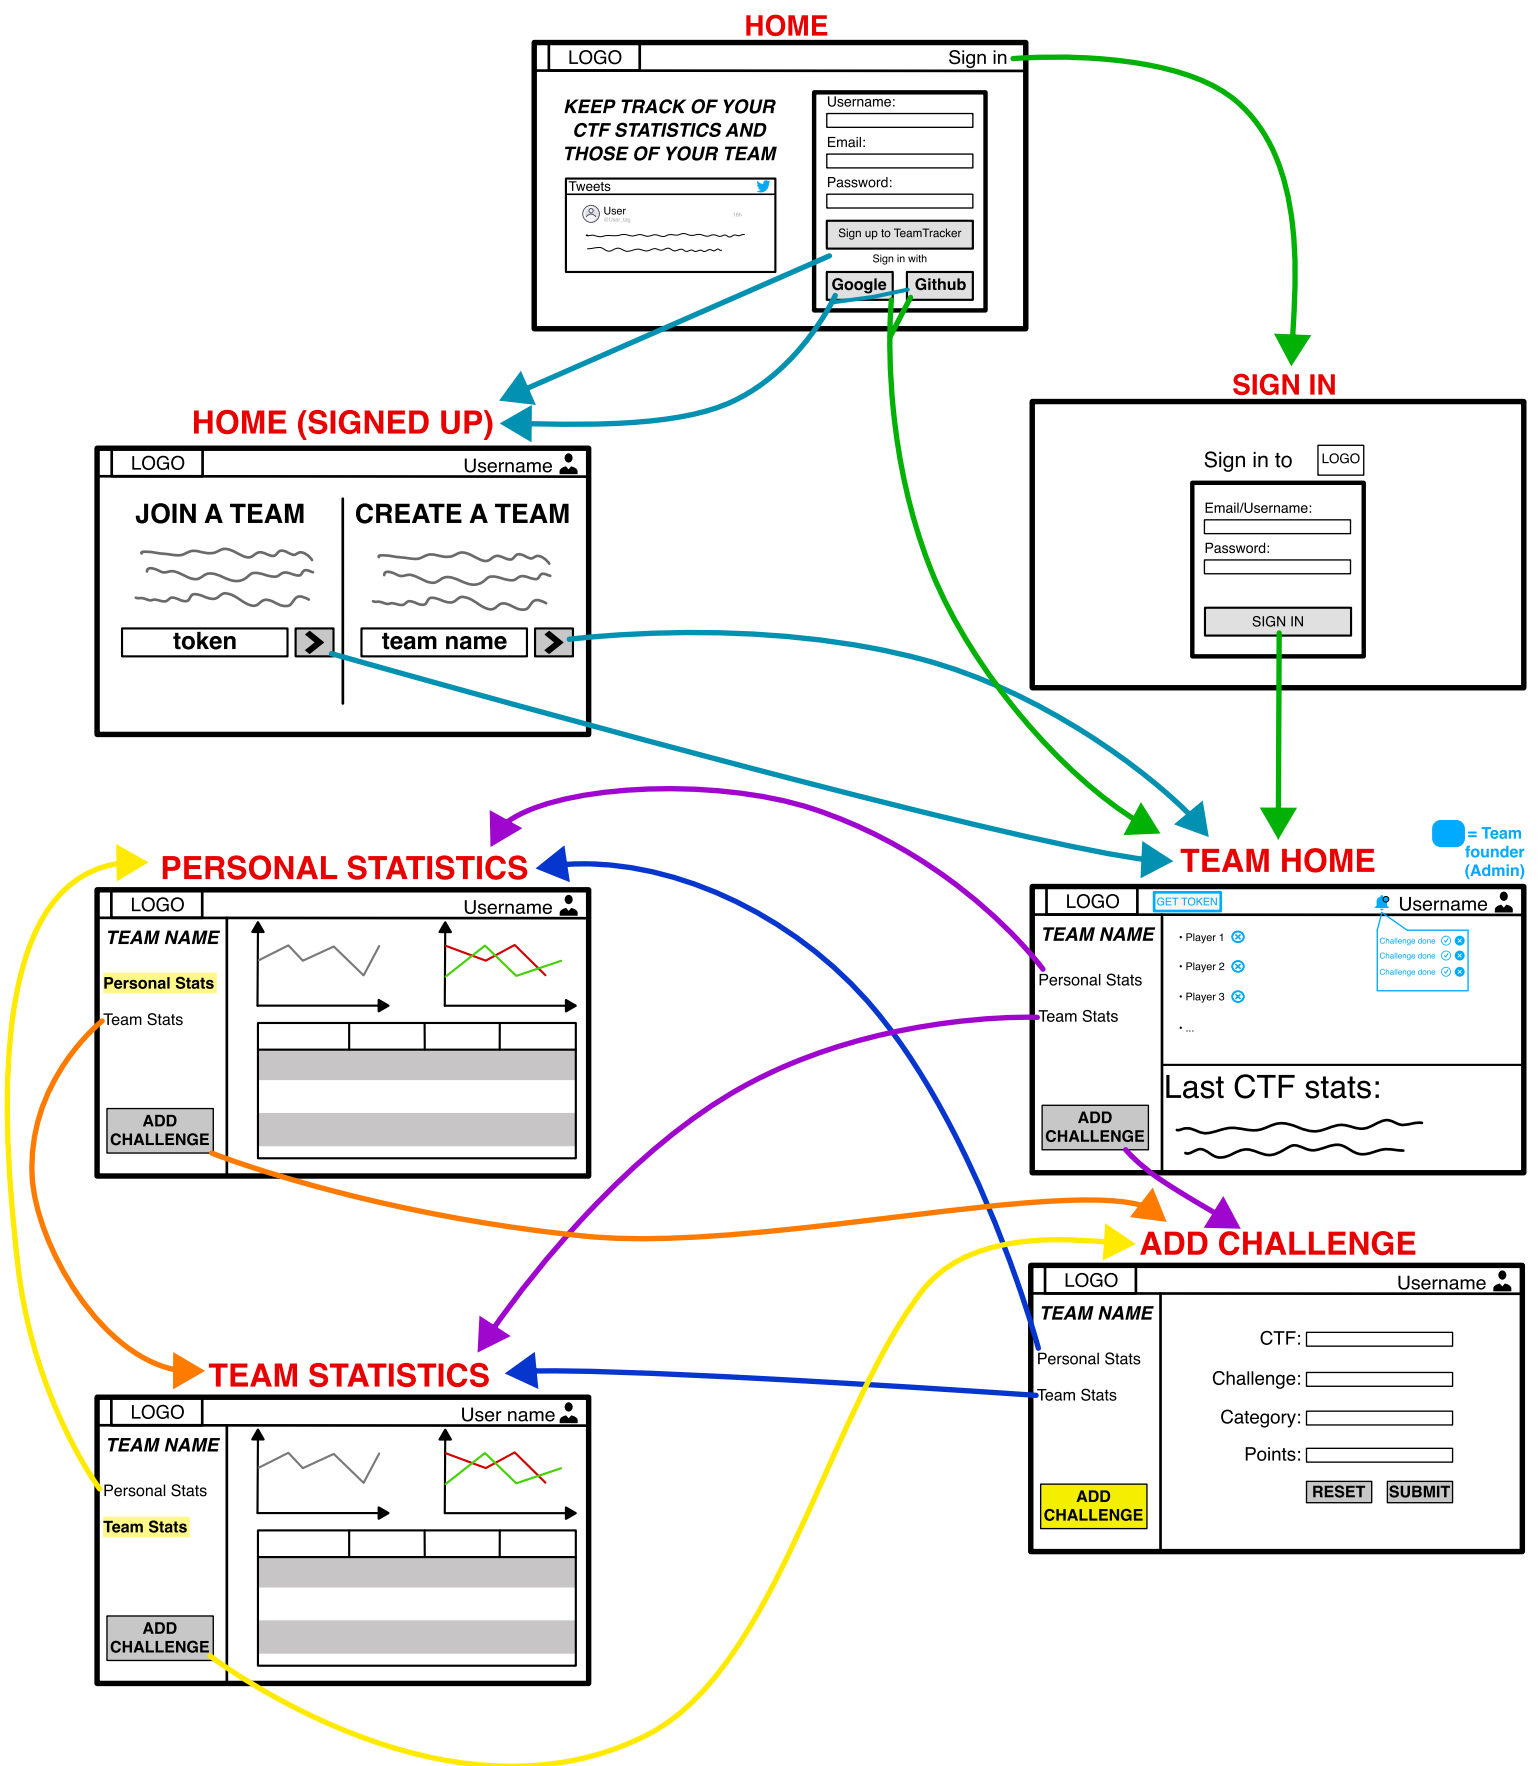 HOME
LOGO
Sign in
KEEP TRACK OF YOUR
CTF STATISTICS AND
THOSE OF YOUR TEAM
Tweets
User
@User_tag
16h
Username:
Email:
Password:
Sign up to TeamTracker
Sign in with
Google
Github
HOME (SIGNED UP)
LOGO
Username
JOIN A TEAM
CREATE A TEAM
token
team name
SIGN IN
Sign in to
LOGO
Email/Username:
Password:
SIGN IN
PERSONAL STATISTICS
LOGO
Username
TEAM NAME
Personal Stats
Team Stats
ADD
CHALLENGE
= Team
founder
(Admin)
TEAM HOME
LOGO
GET TOKEN
Username
TEAM NAME
Personal Stats
Team Stats
ADD
CHALLENGE
• Player 1
• Player 2
• Player 3
• ...
Challenge done
Challenge done
Challenge done
Last CTF stats:
TEAM STATISTICS
LOGO
User name
TEAM NAME
Personal Stats
Team Stats
ADD
CHALLENGE
ADD CHALLENGE
LOGO
Username
TEAM NAME
Personal Stats
Team Stats
ADD
CHALLENGE
CTF:
Challenge:
Category:
Points:
RESET
SUBMIT